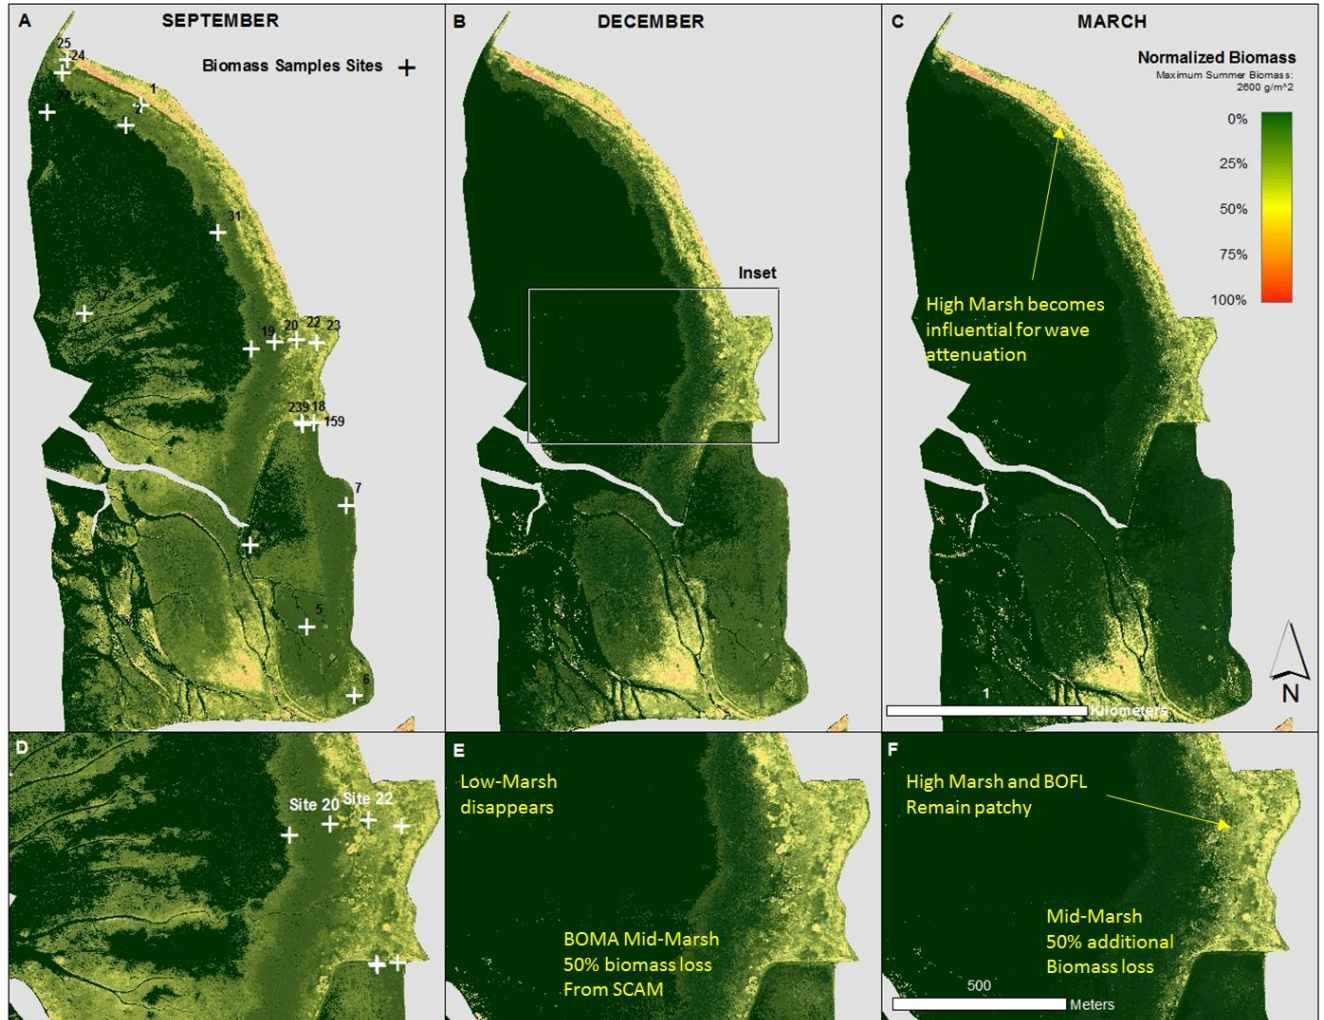 A
SEPTEMBER
25
24
Biomass Samples Sites
1
2
31
37
19
20
22
23
239
18
159
7
4
5
6
B
DECEMBER
Inset
C
MARCH
Normalized Biomass
Maximum Summer Biomass:
2600 g/m^2
0%
25%
50%
75%
100%
High Marsh becomes
influential for wave
attenuation
N
1
Kilometers
D
Site 20
Site 22
E
Low-Marsh
disappears
BOMA Mid-Marsh
50% biomass loss
From SCAM
F
High Marsh and BOFL
Remain patchy
Mid-Marsh
50% additional
Biomass loss
500
Meters